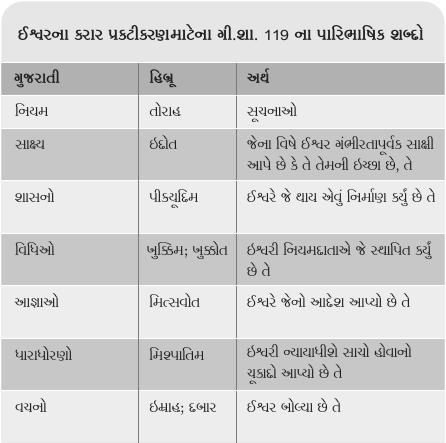 ઈશ્વરના કરાર પ્રકટીકરણમાટેના ગી.શા. 119 ના પારિભાષિક શબ્દો
ગુજરાતી હિબ્રૂ અર્થ
નિયમ તોરાહ સૂચનાઓ
સાક્ષ્ય ઇદ્દોત જેના વિષે ઈશ્વર ગંભીરતાપૂર્વક સાક્ષી
આપે છે કે તે તેમની ઇચ્છા છે, તે
શાસનો પીક્યૂદ્દિમ ઈશ્વરે જે થાય એવું નિર્માણ કર્યું છે તે
વિધિઓ ખુક્કિમ; ખુક્કોત ઇશ્વરી નિયમદાતાએ જે સ્થાપિત કર્યું
છે તે
આજ્ઞાઓ મિત્સવોત ઈશ્વરે જેનો આદેશ આપ્યો છે તે
ધારાધોરણો મિશ્પાતિમ ઇશ્વરી ન્યાયાધીશે સાચો હોવાનો
ચૂકાદો આપ્યો છે તે
વચનો ઇમ્રાહ; દબાર ઈશ્વર બોલ્યા છે તે